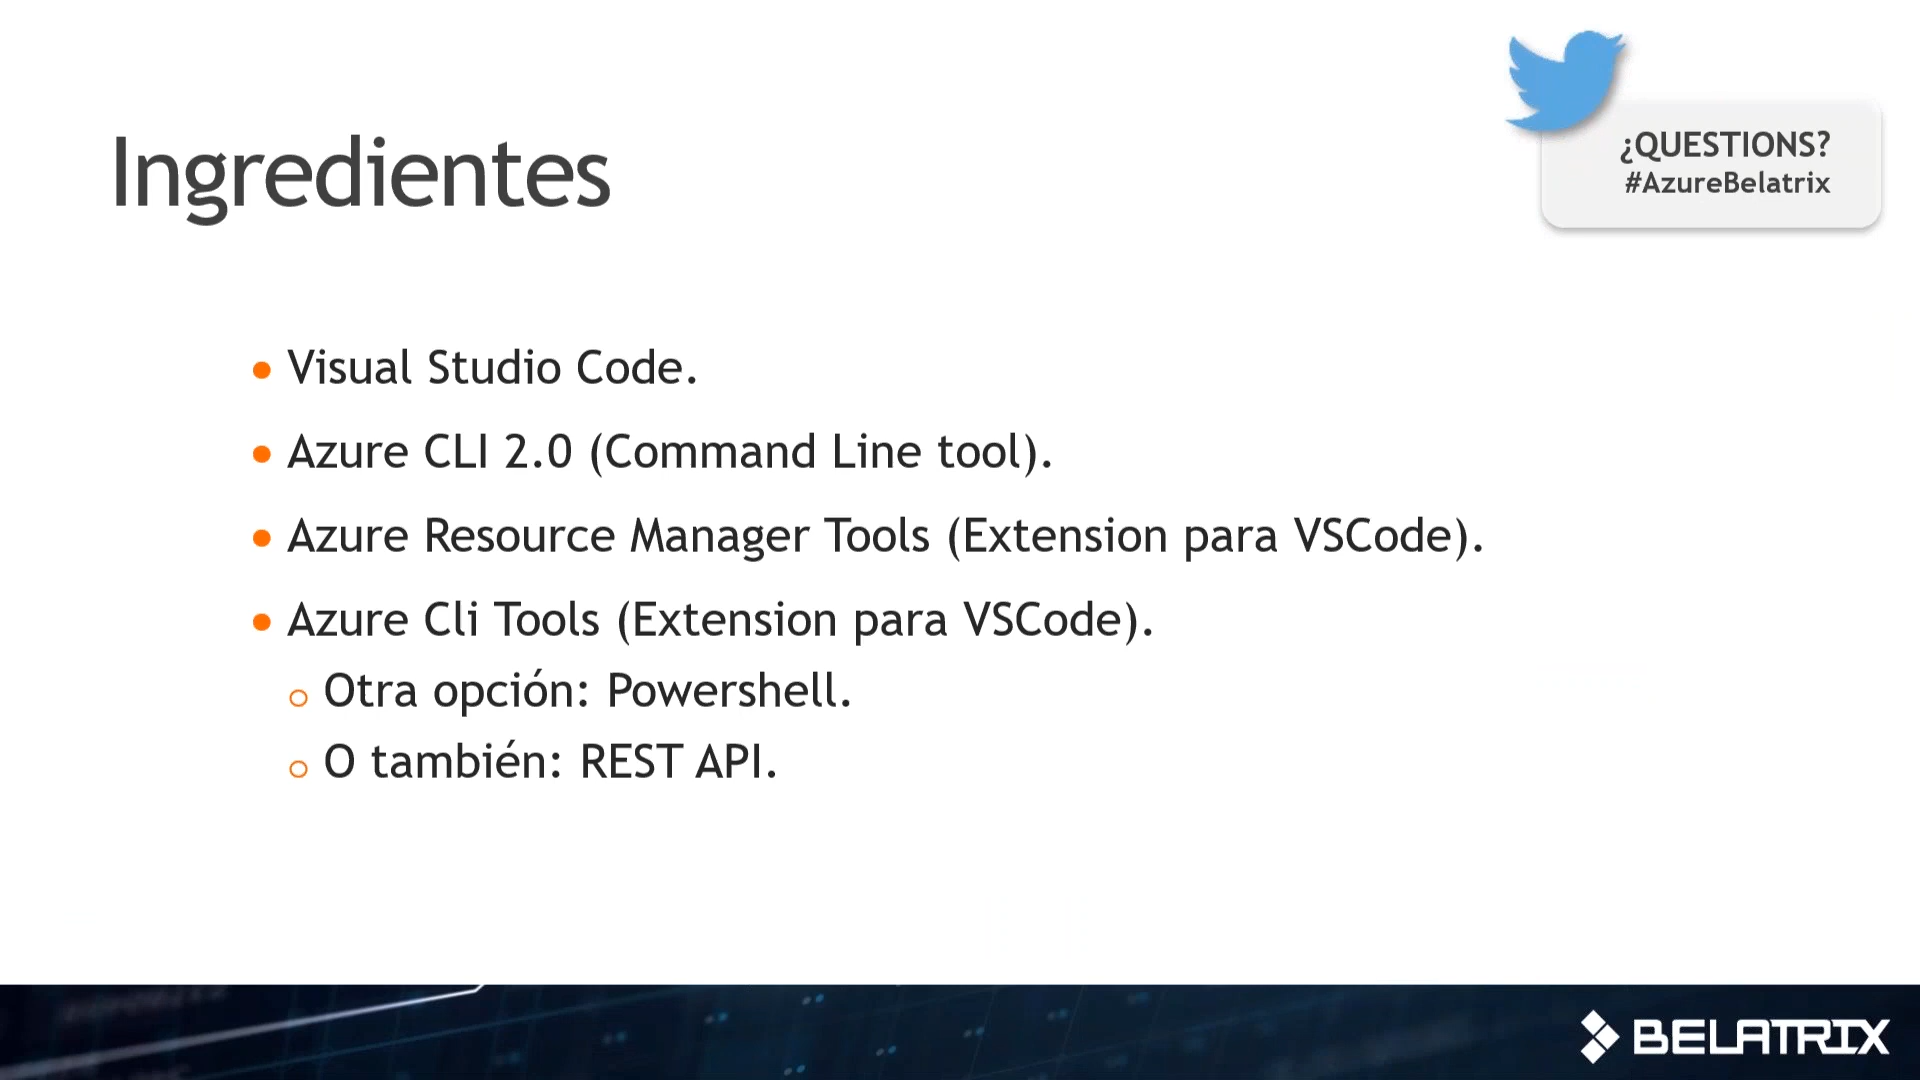 Ingredientes
¿QUESTIONS?
#AzureBelatrix
Visual Studio Code.
Azure CLI 2.0 (Command Line tool).
Azure Resource Manager Tools (Extension para VSCode).
Azure Cli Tools (Extension para VSCode).
Otra opción: Powershell.
O también: REST API.
BELATRIX